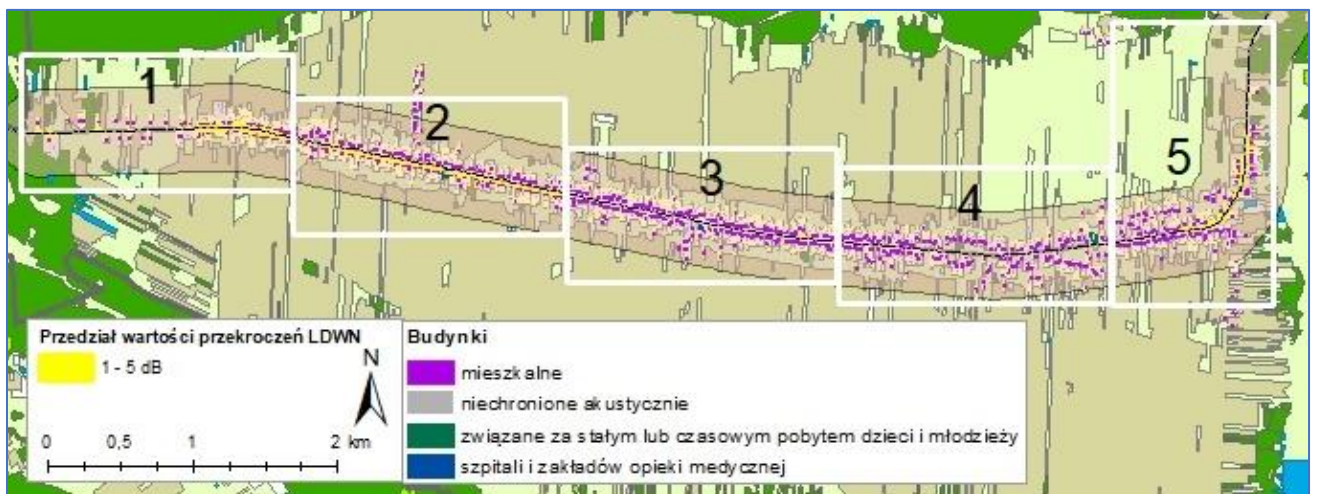 1
2
3
4
5
Przedział wartości przekroczeń LDWN
1 - 5 dB
N
0 0,5 1 2 km
Budynki
mieszkalne
niechronione akustycznie
związane za stałym lub czasowym pobytem dzieci i młodzieży
szpitali i zakładów opieki medycznej